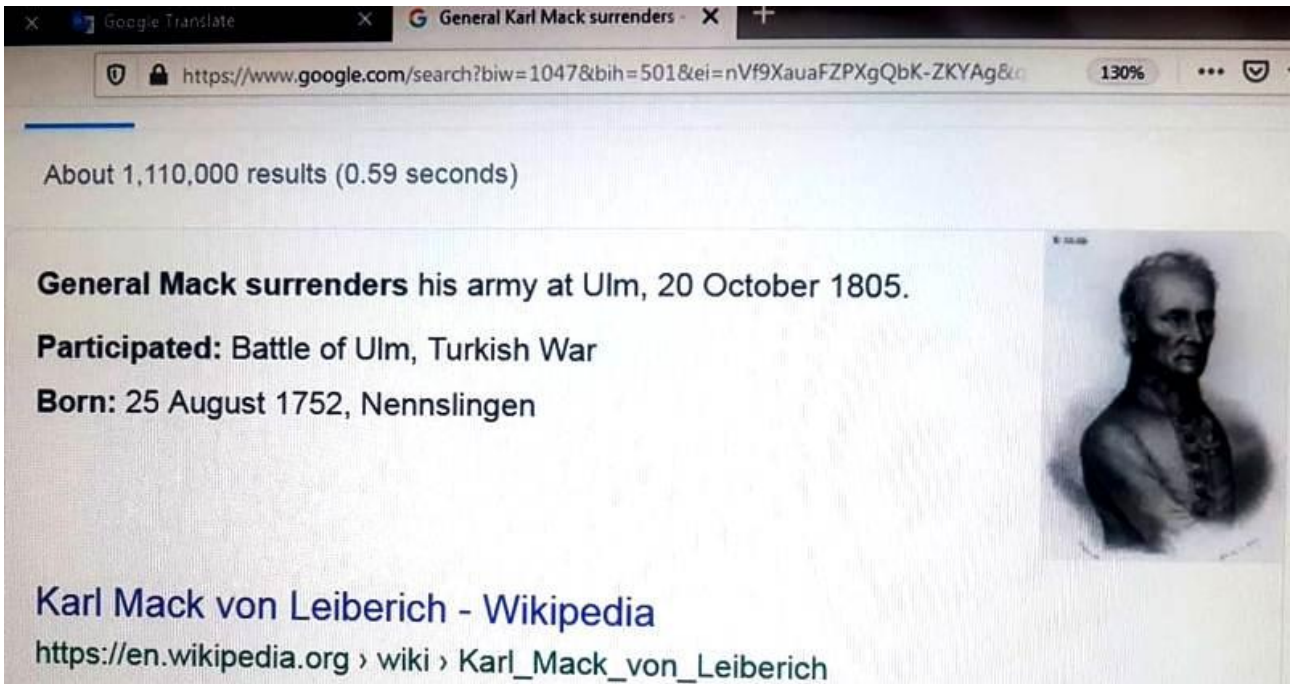 Google Translate
General Karl Mack surrenders -
https://www.google.com/search?biw=1047&bih=501&ei=nVf9XauaFZPXgQbK-ZKYAg&
130%
About 1,110,000 results (0.59 seconds)
General Mack surrenders his army at Ulm, 20 October 1805.
Participated: Battle of Ulm, Turkish War
Born: 25 August 1752, Nennslingen
Karl Mack von Leiberich - Wikipedia
https://en.wikipedia.org › wiki › Karl_Mack_von_Leiberich